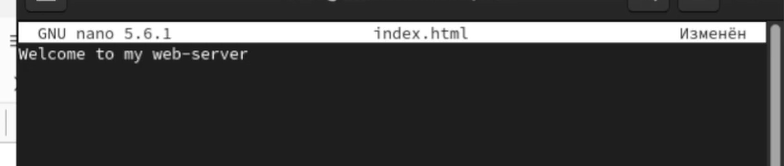 GNU nano 5.6.1 index.html Изменён
Welcome to my web-server